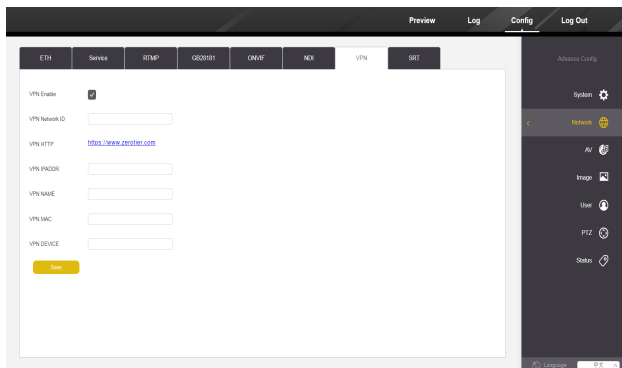 Preview Log Config Log Out
ETH Service RTMP GB28181 ONVIF NDI VPN SRT
Advance Config
VPN Enable
System
VPN Network ID
Network
VPN HTTP https://www.zerotier.com
AV
VPN IPADDR
Image
VPN NAME
User
VPN MAC
PTZ
VPN DEVICE
Save
Status
Language 中文